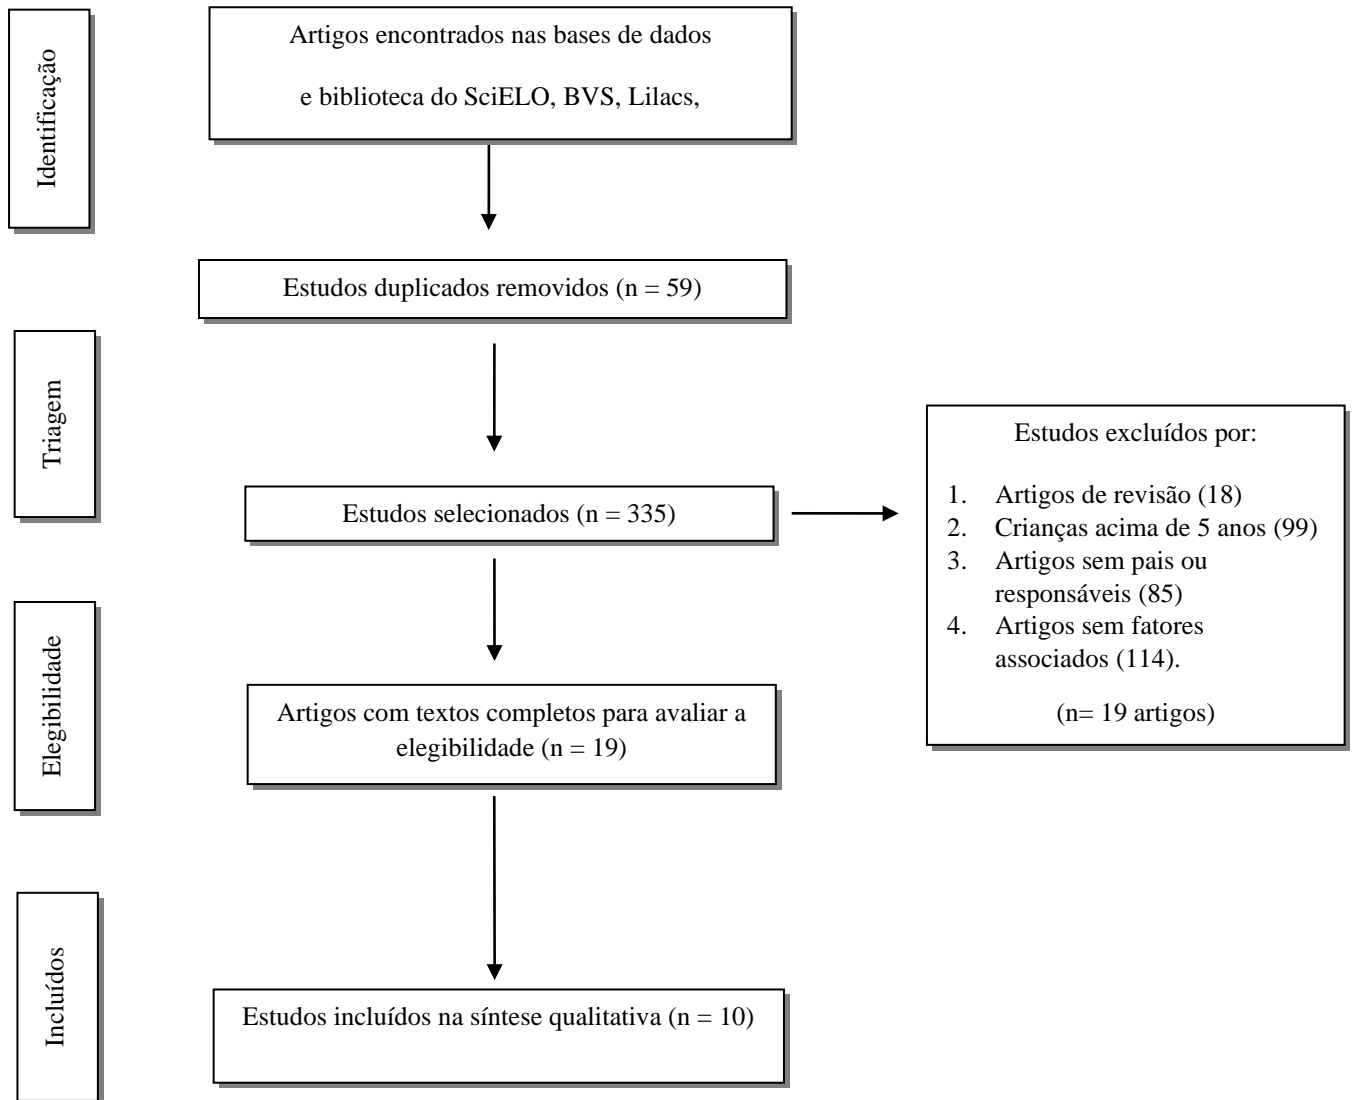 Identificação
Artigos encontrados nas bases de dados
e biblioteca do SciELO, BVS, Lilacs,
Estudos duplicados removidos (n = 59)
Triagem
Estudos selecionados (n = 335)
Estudos excluídos por:
1. Artigos de revisão (18)
2. Crianças acima de 5 anos (99)
3. Artigos sem pais ou
responsáveis (85)
4. Artigos sem fatores
associados (114).
(n= 19 artigos)
Elegibilidade
Artigos com textos completos para avaliar a
elegibilidade (n = 19)
Incluídos
Estudos incluídos na síntese qualitativa (n = 10)